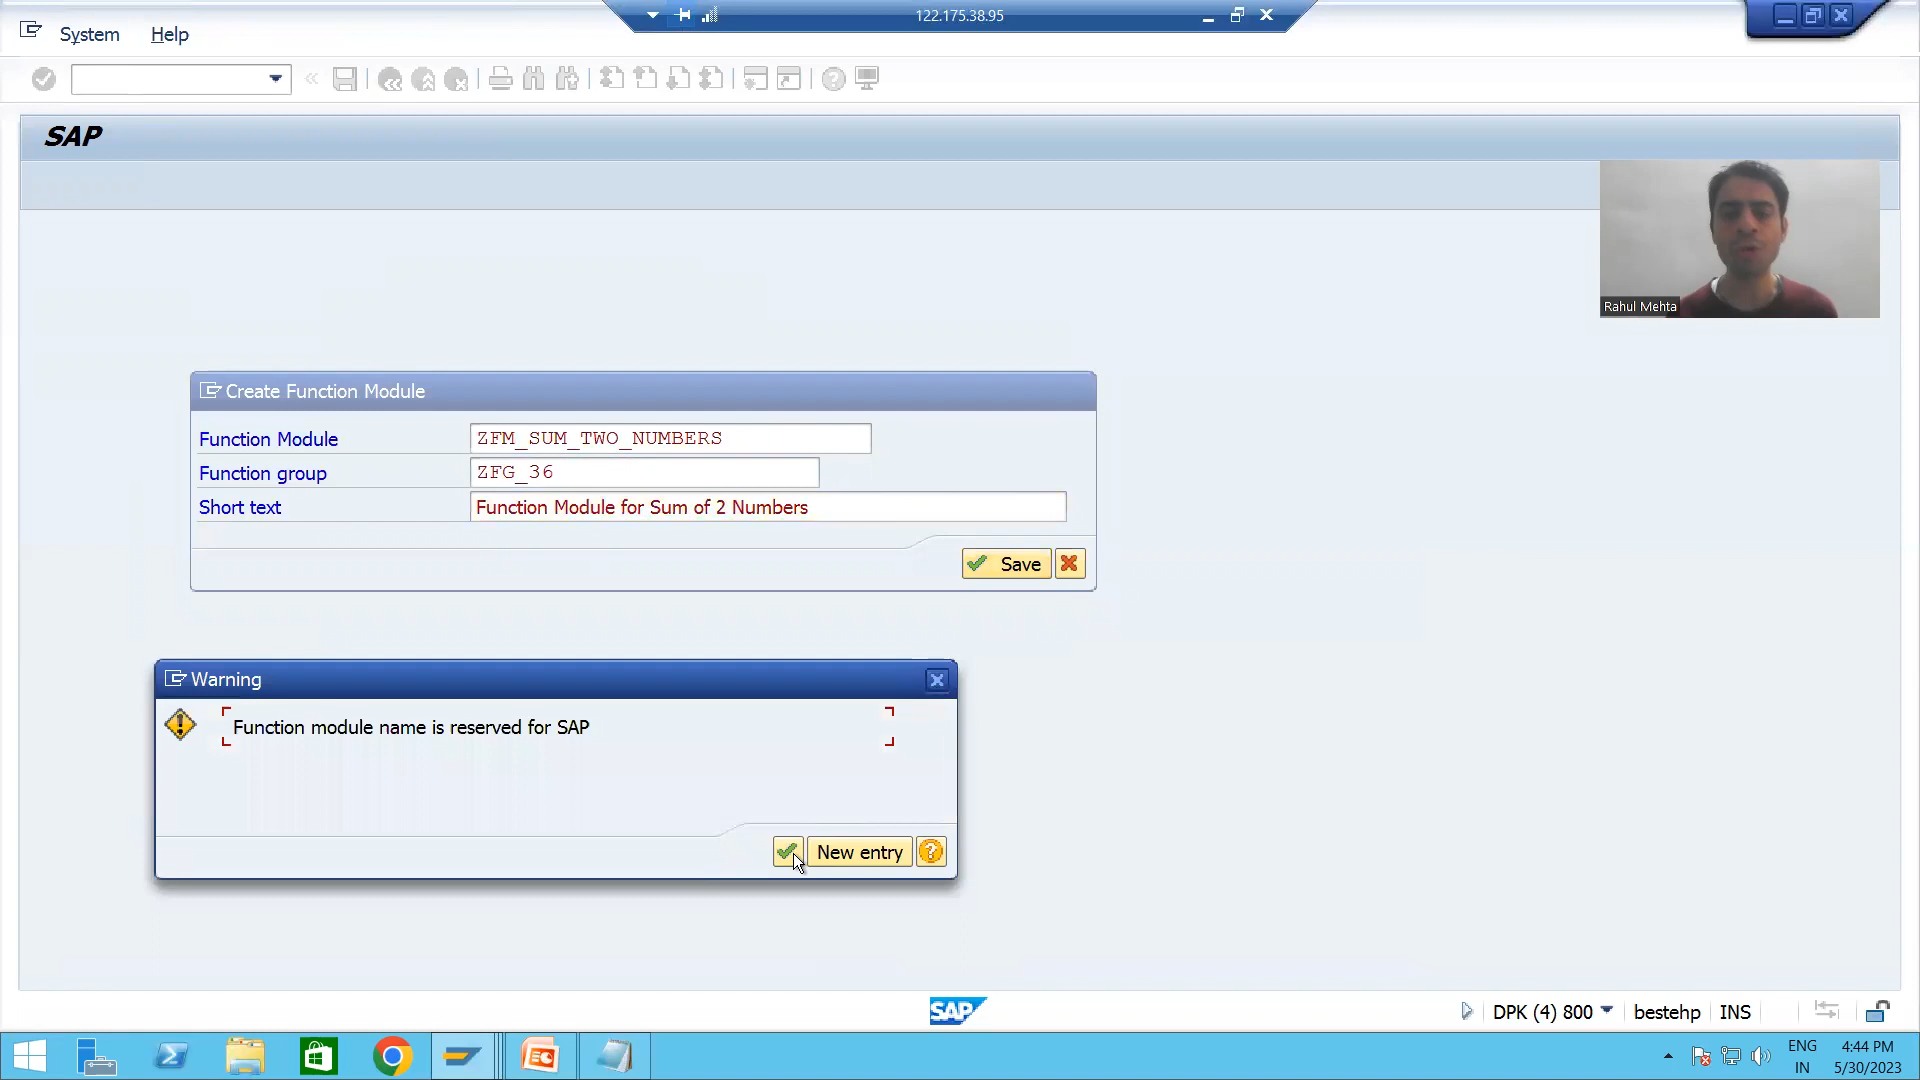 122.175.38.95
System Help
SAP
Rahul Mehta
Create Function Module
Function Module ZFM_SUM_TWO_NUMBERS
Function group ZFG_36
Short text Function Module for Sum of 2 Numbers
Save
Warning
Function module name is reserved for SAP
New entry
SAP
DPK (4) 800 bestehp INS
ENG 4:44 PM
IN 5/30/2023